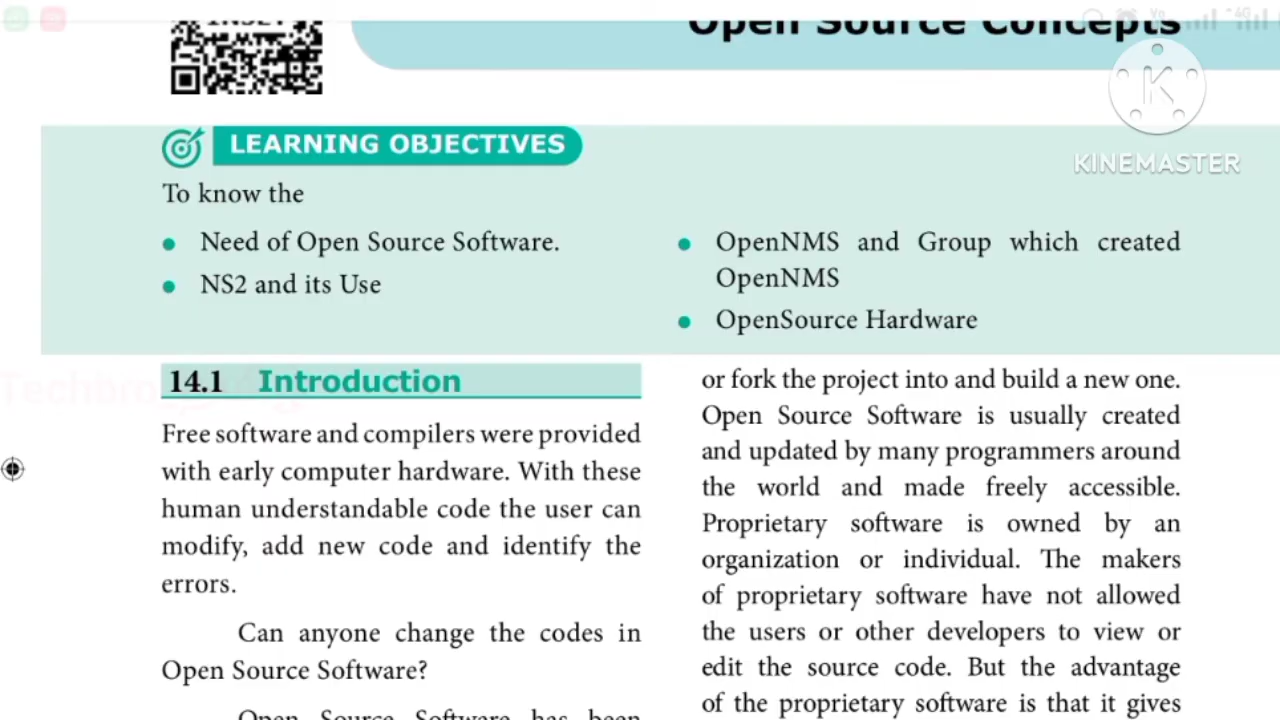 Open Source Concepts
KINEMASTER
LEARNING OBJECTIVES
To know the
• Need of Open Source Software.
• NS2 and its Use
• OpenNMS and Group which created
OpenNMS
• OpenSource Hardware
14.1 Introduction
Free software and compilers were provided
with early computer hardware. With these
human understandable code the user can
modify, add new code and identify the
errors.
Can anyone change the codes in
Open Source Software?
Open Source Software has been
or fork the project into and build a new one.
Open Source Software is usually created
and updated by many programmers around
the world and made freely accessible.
Proprietary software is owned by an
organization or individual. The makers
of proprietary software have not allowed
the users or other developers to view or
edit the source code. But the advantage
of the proprietary software is that it gives